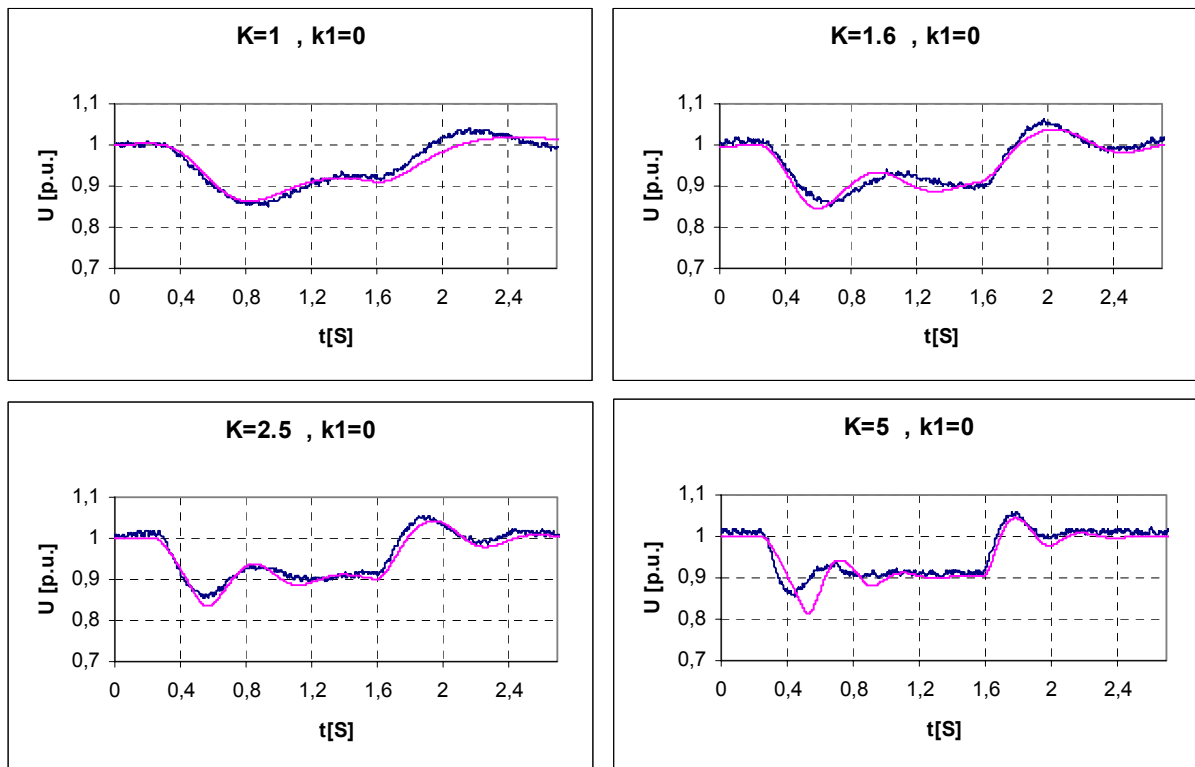 K=1 , k1=0
U [p.u.]
1,1
1
0,9
0,8
0,7
0 0,4 0,8 1,2 1,6 2 2,4
t[S]
K=1.6 , k1=0
U [p.u.]
1,1
1
0,9
0,8
0,7
0 0,4 0,8 1,2 1,6 2 2,4
t[S]
K=2.5 , k1=0
U [p.u.]
1,1
1
0,9
0,8
0,7
0 0,4 0,8 1,2 1,6 2 2,4
t[S]
K=5 , k1=0
U [p.u.]
1,1
1
0,9
0,8
0,7
0 0,4 0,8 1,2 1,6 2 2,4
t[S]